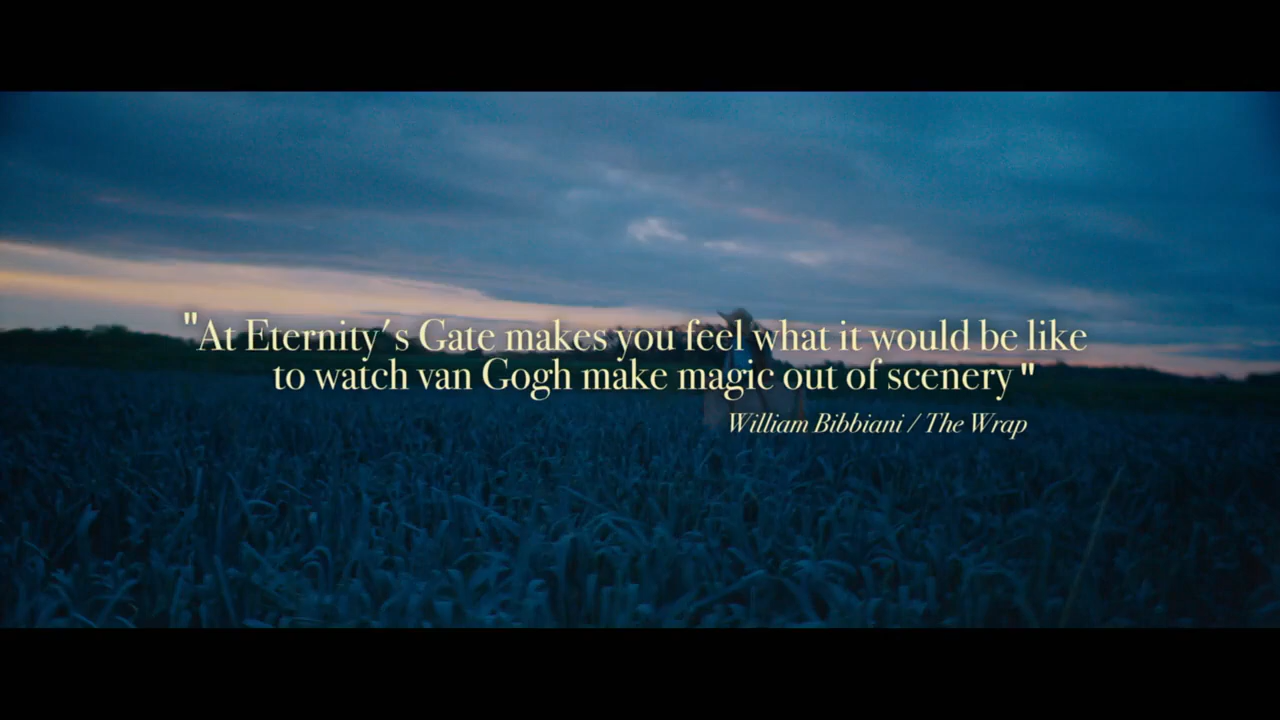 "At Eternity's Gate makes you feel what it would be like
to watch van Gogh make magic out of scenery"
William Bibbiani / The Wrap